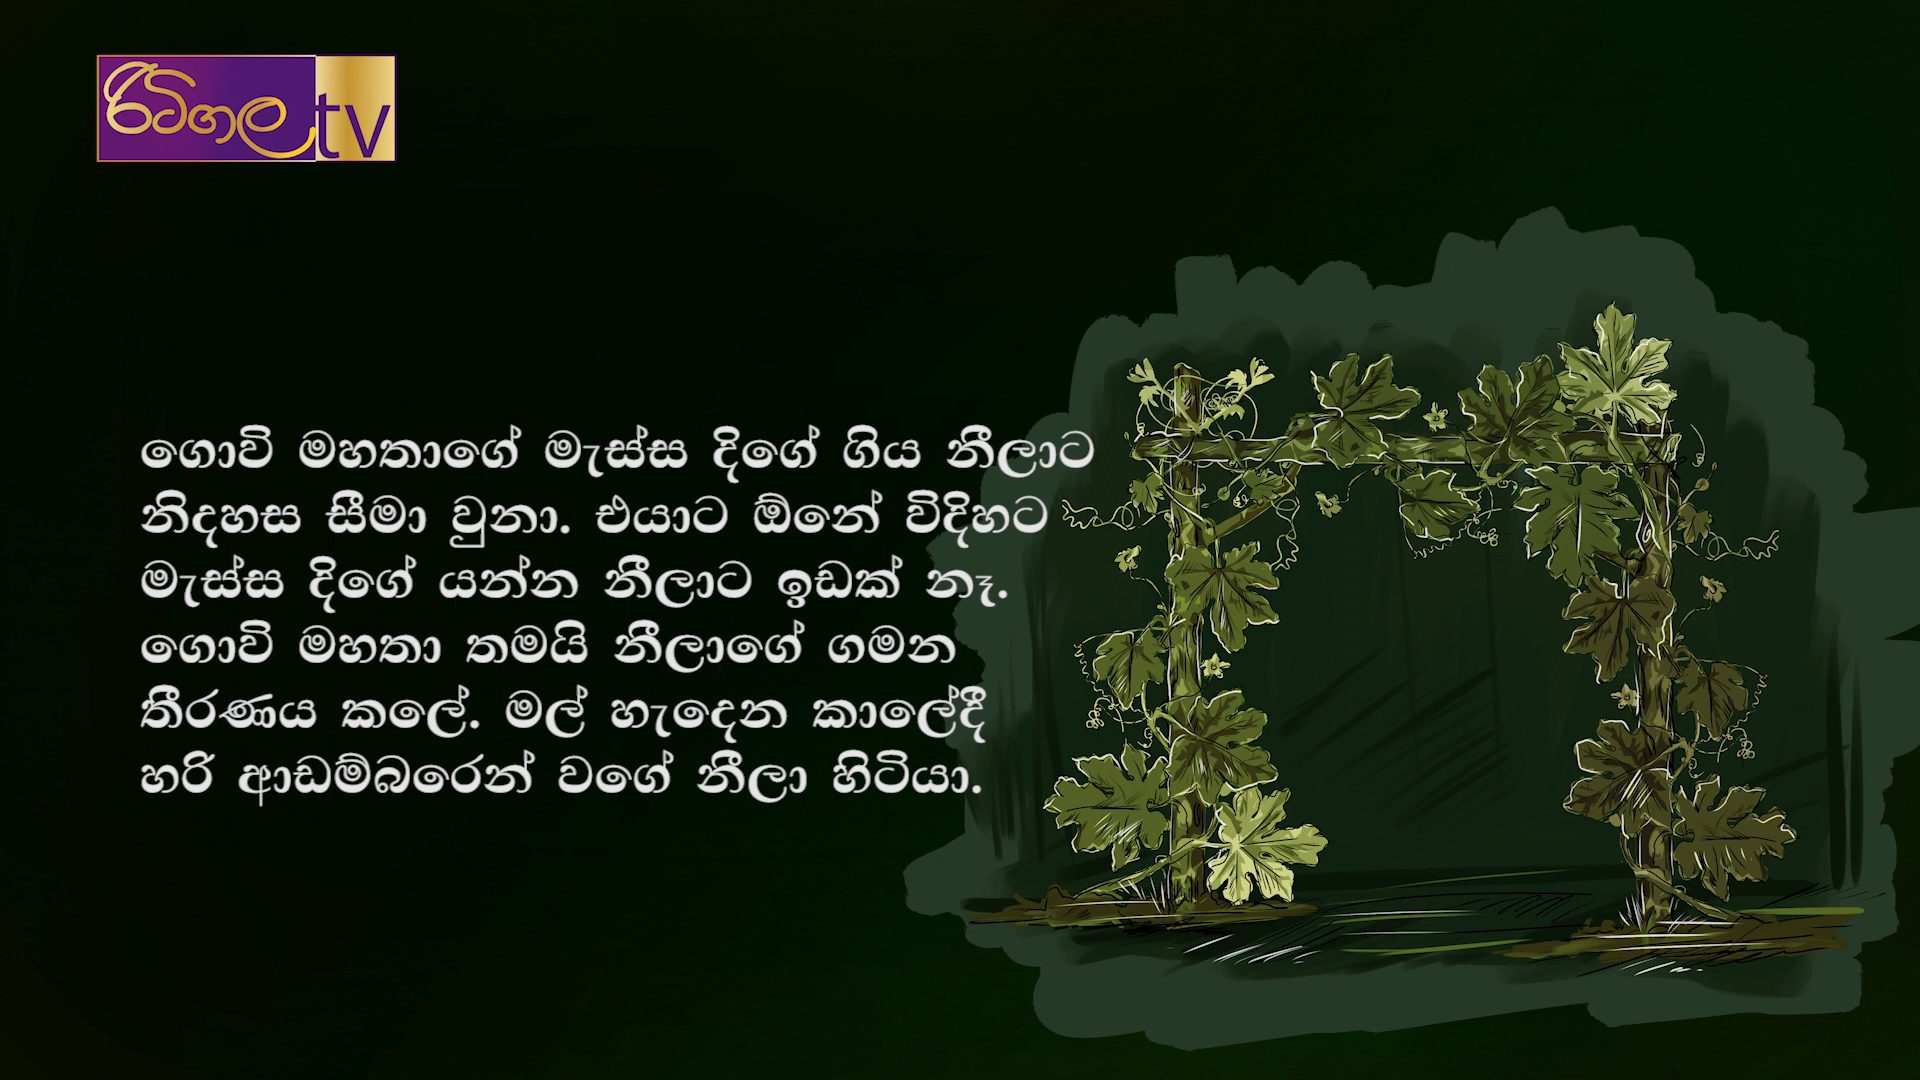 රිටිගල tv
ගොවි මහතාගේ මැස්ස දිගේ ගිය නීලාට
නිදහස සීමා වුනා. එයාට ඕනේ විදිහට
මැස්ස දිගේ යන්න නීලාට ඉඩක් නෑ.
ගොවි මහතා තමයි නීලාගේ ගමන
තීරණය කලේ. මල් හැදෙන කාලේදී
හරි ආඩම්බරෙන් වගේ නීලා හිටියා.